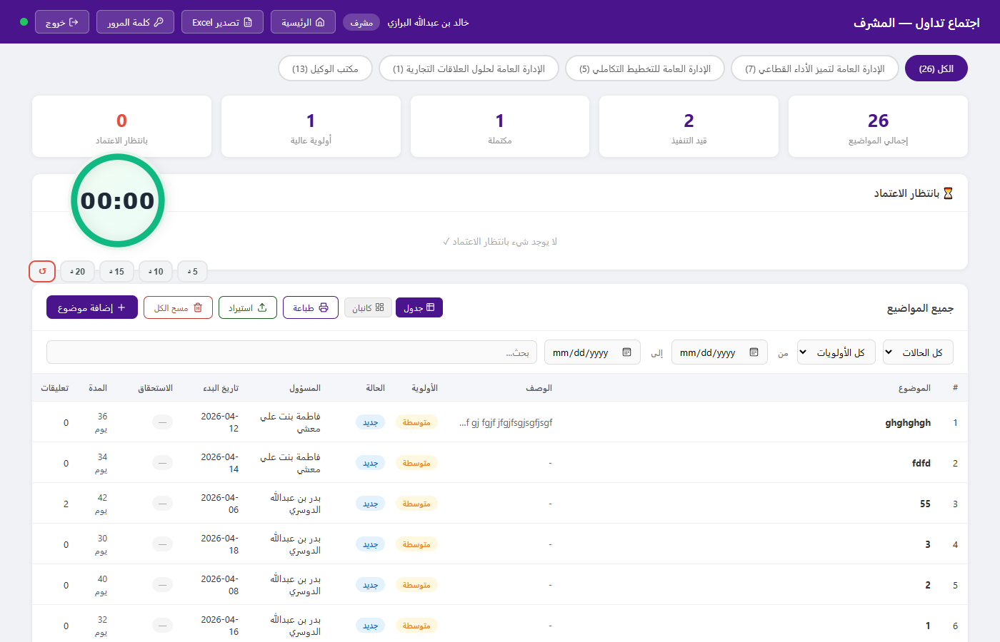 اجتماع تداول — المشرف
خالد بن عبدالله البرازي
مشرف
الرئيسية
تصدير Excel
كلمة المرور
خروج
الكل (26)
الإدارة العامة لتميز الأداء القطاعي (7)
الإدارة العامة للتخطيط التكاملي (5)
الإدارة العامة لحلول العلاقات التجارية (1)
مكتب الوكيل (13)
26
إجمالي المواضيع
2
قيد التنفيذ
1
مكتملة
1
أولوية عالية
0
بانتظار الاعتماد
⏳ بانتظار الاعتماد
00:00
لا يوجد شيء بانتظار الاعتماد ✓
5 د
10 د
15 د
20 د
↺
جميع المواضيع
جدول
كانبان
طباعة
استيراد
مسح الكل
+ إضافة موضوع
كل الحالات
كل الأولويات
من
mm/dd/yyyy
إلى
mm/dd/yyyy
بحث...
# الموضوع الوصف الأولوية الحالة المسؤول تاريخ البدء الاستحقاق المدة تعليقات
1 ghghghgh f gj fgjf jfgjfsgjsgfjsgf... متوسطة جديد فاطمة بنت علي معشي 2026-04-12 — 36 يوم 0
2 fdfd - متوسطة جديد فاطمة بنت علي معشي 2026-04-14 — 34 يوم 0
3 55 - متوسطة جديد بدر بن عبدالله الدوسري 2026-04-06 — 42 يوم 2
4 3 - متوسطة جديد بدر بن عبدالله الدوسري 2026-04-18 — 30 يوم 0
5 2 - متوسطة جديد بدر بن عبدالله الدوسري 2026-04-08 — 40 يوم 0
6 1 - متوسطة جديد بدر بن عبدالله الدوسري 2026-04-16 — 32 يوم 0